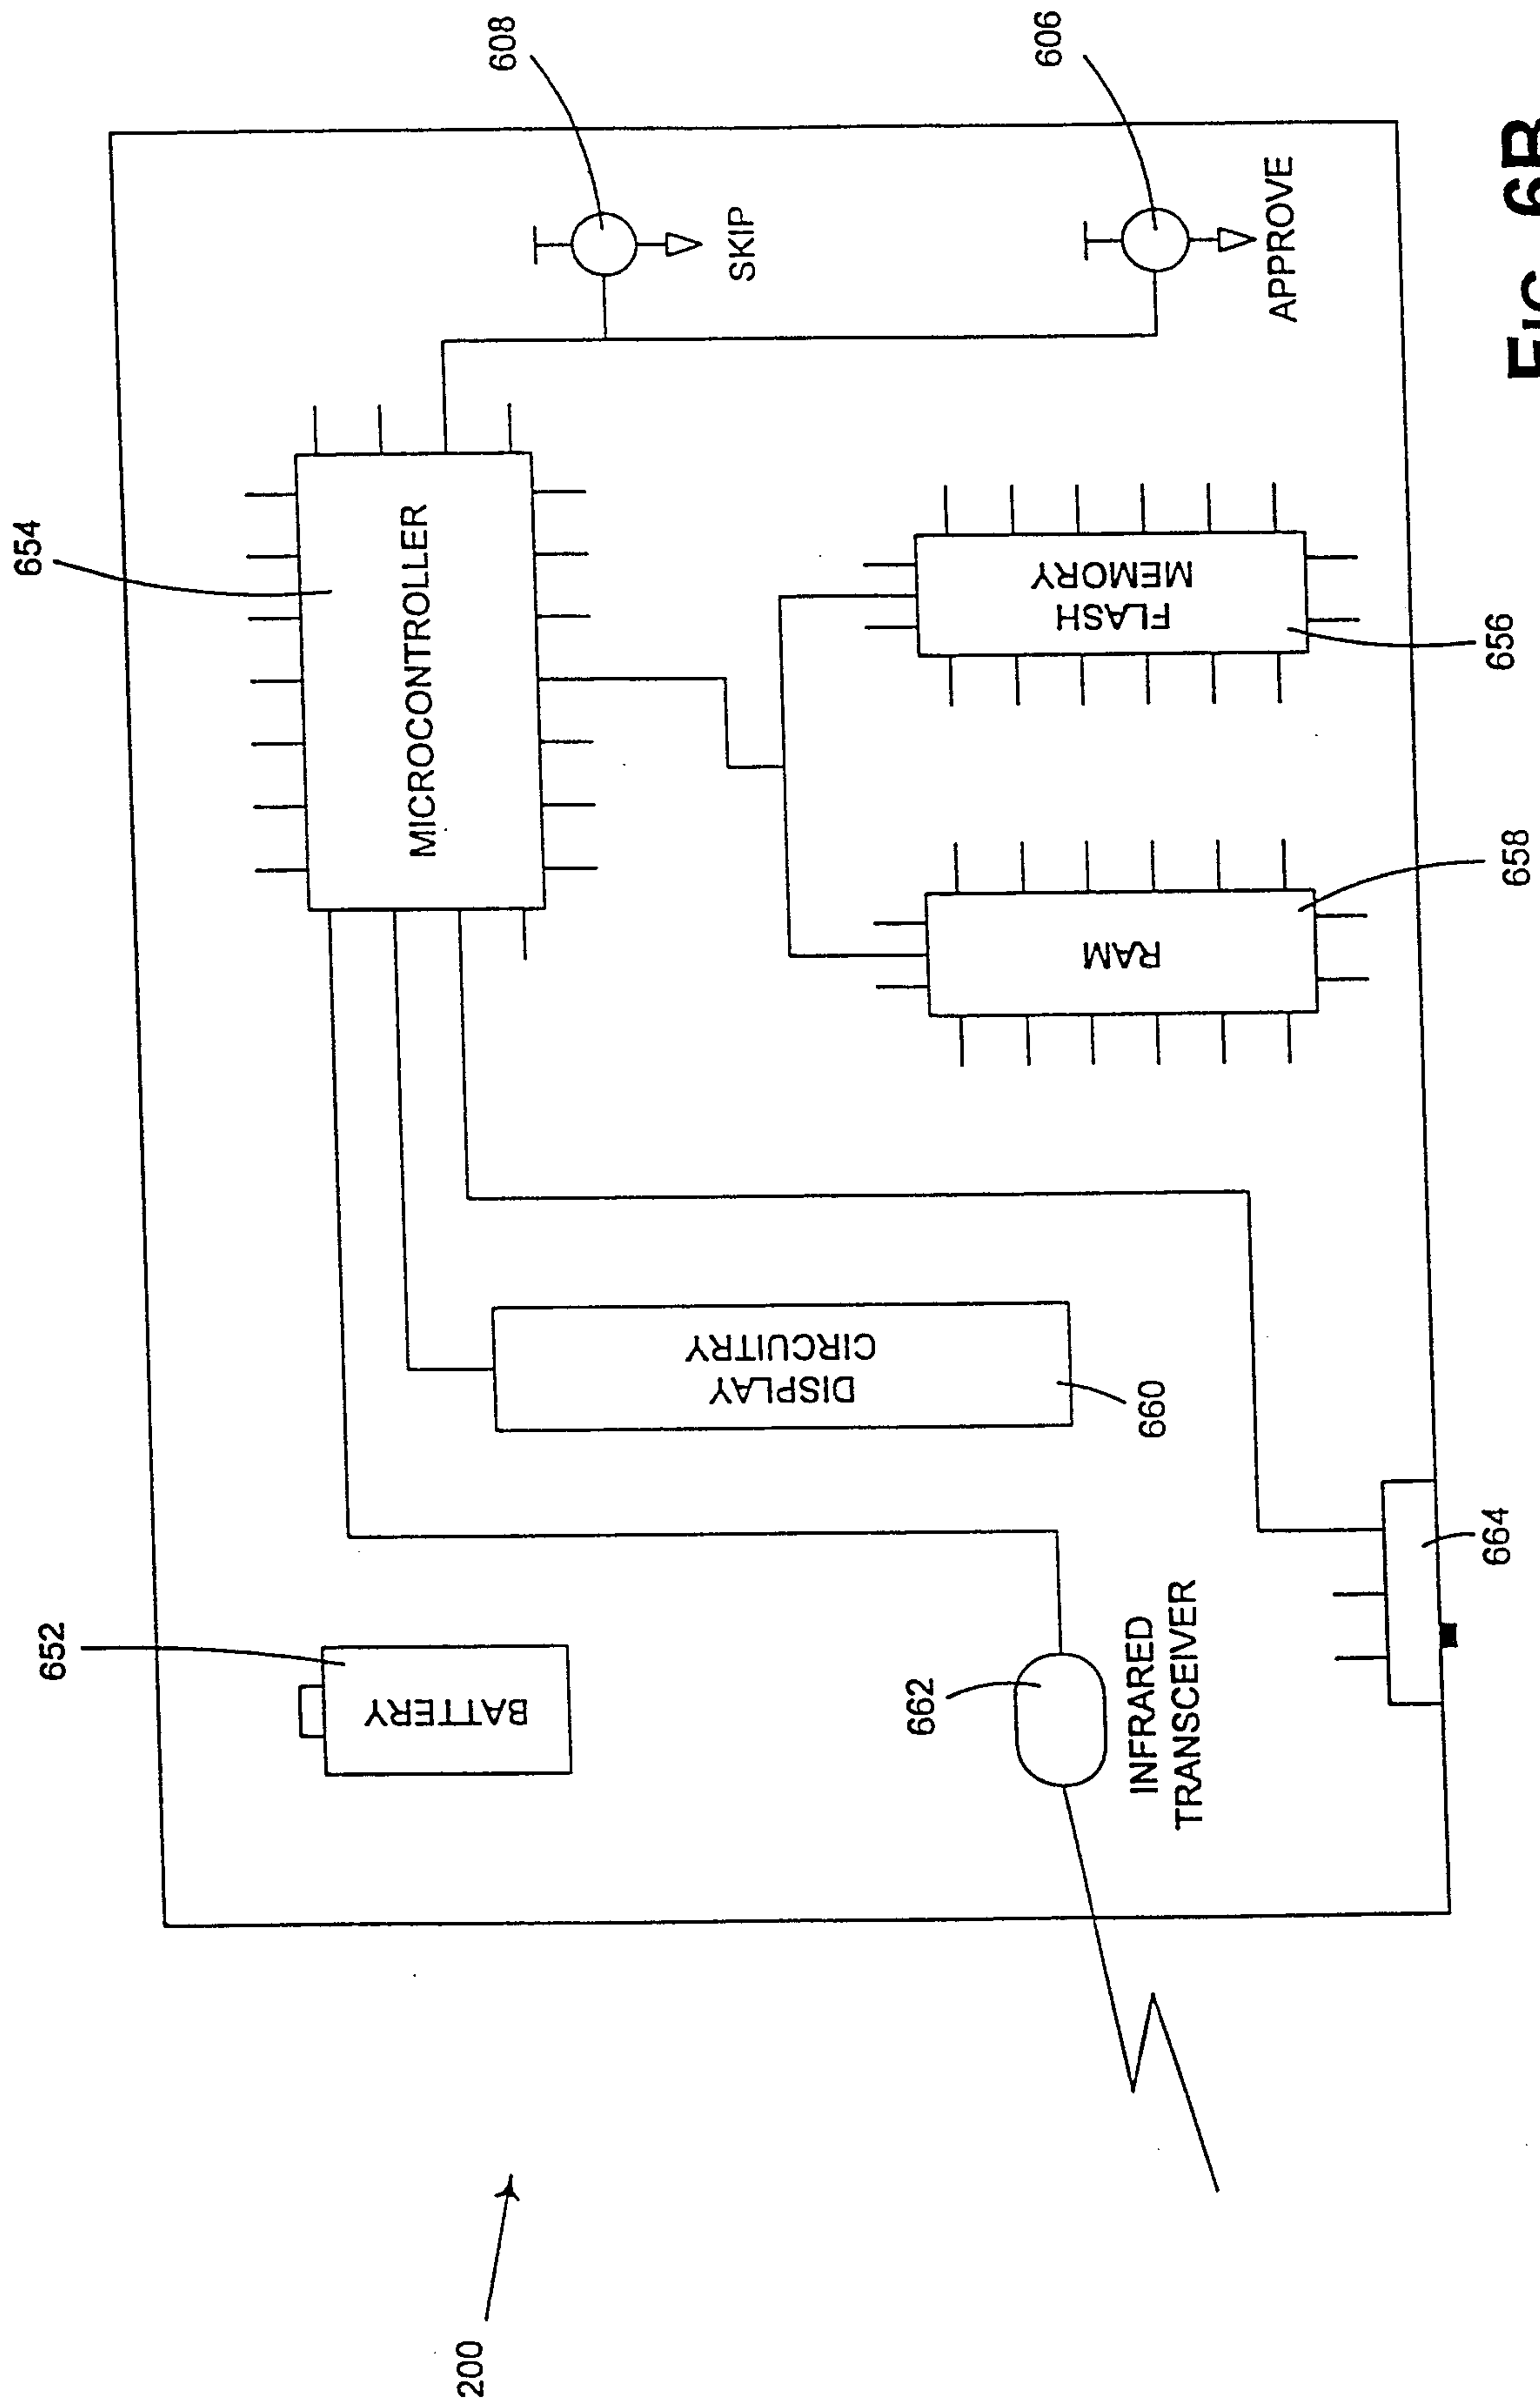 654
652
608
606
200
BATTERY
MICROCONTROLLER
SKIP
APPROVE
DISPLAY
CIRCUITRY
660
662
INFRARED
TRANSCEIVER
RAM
FLASH
MEMORY
664
658
656
FIG. 6B